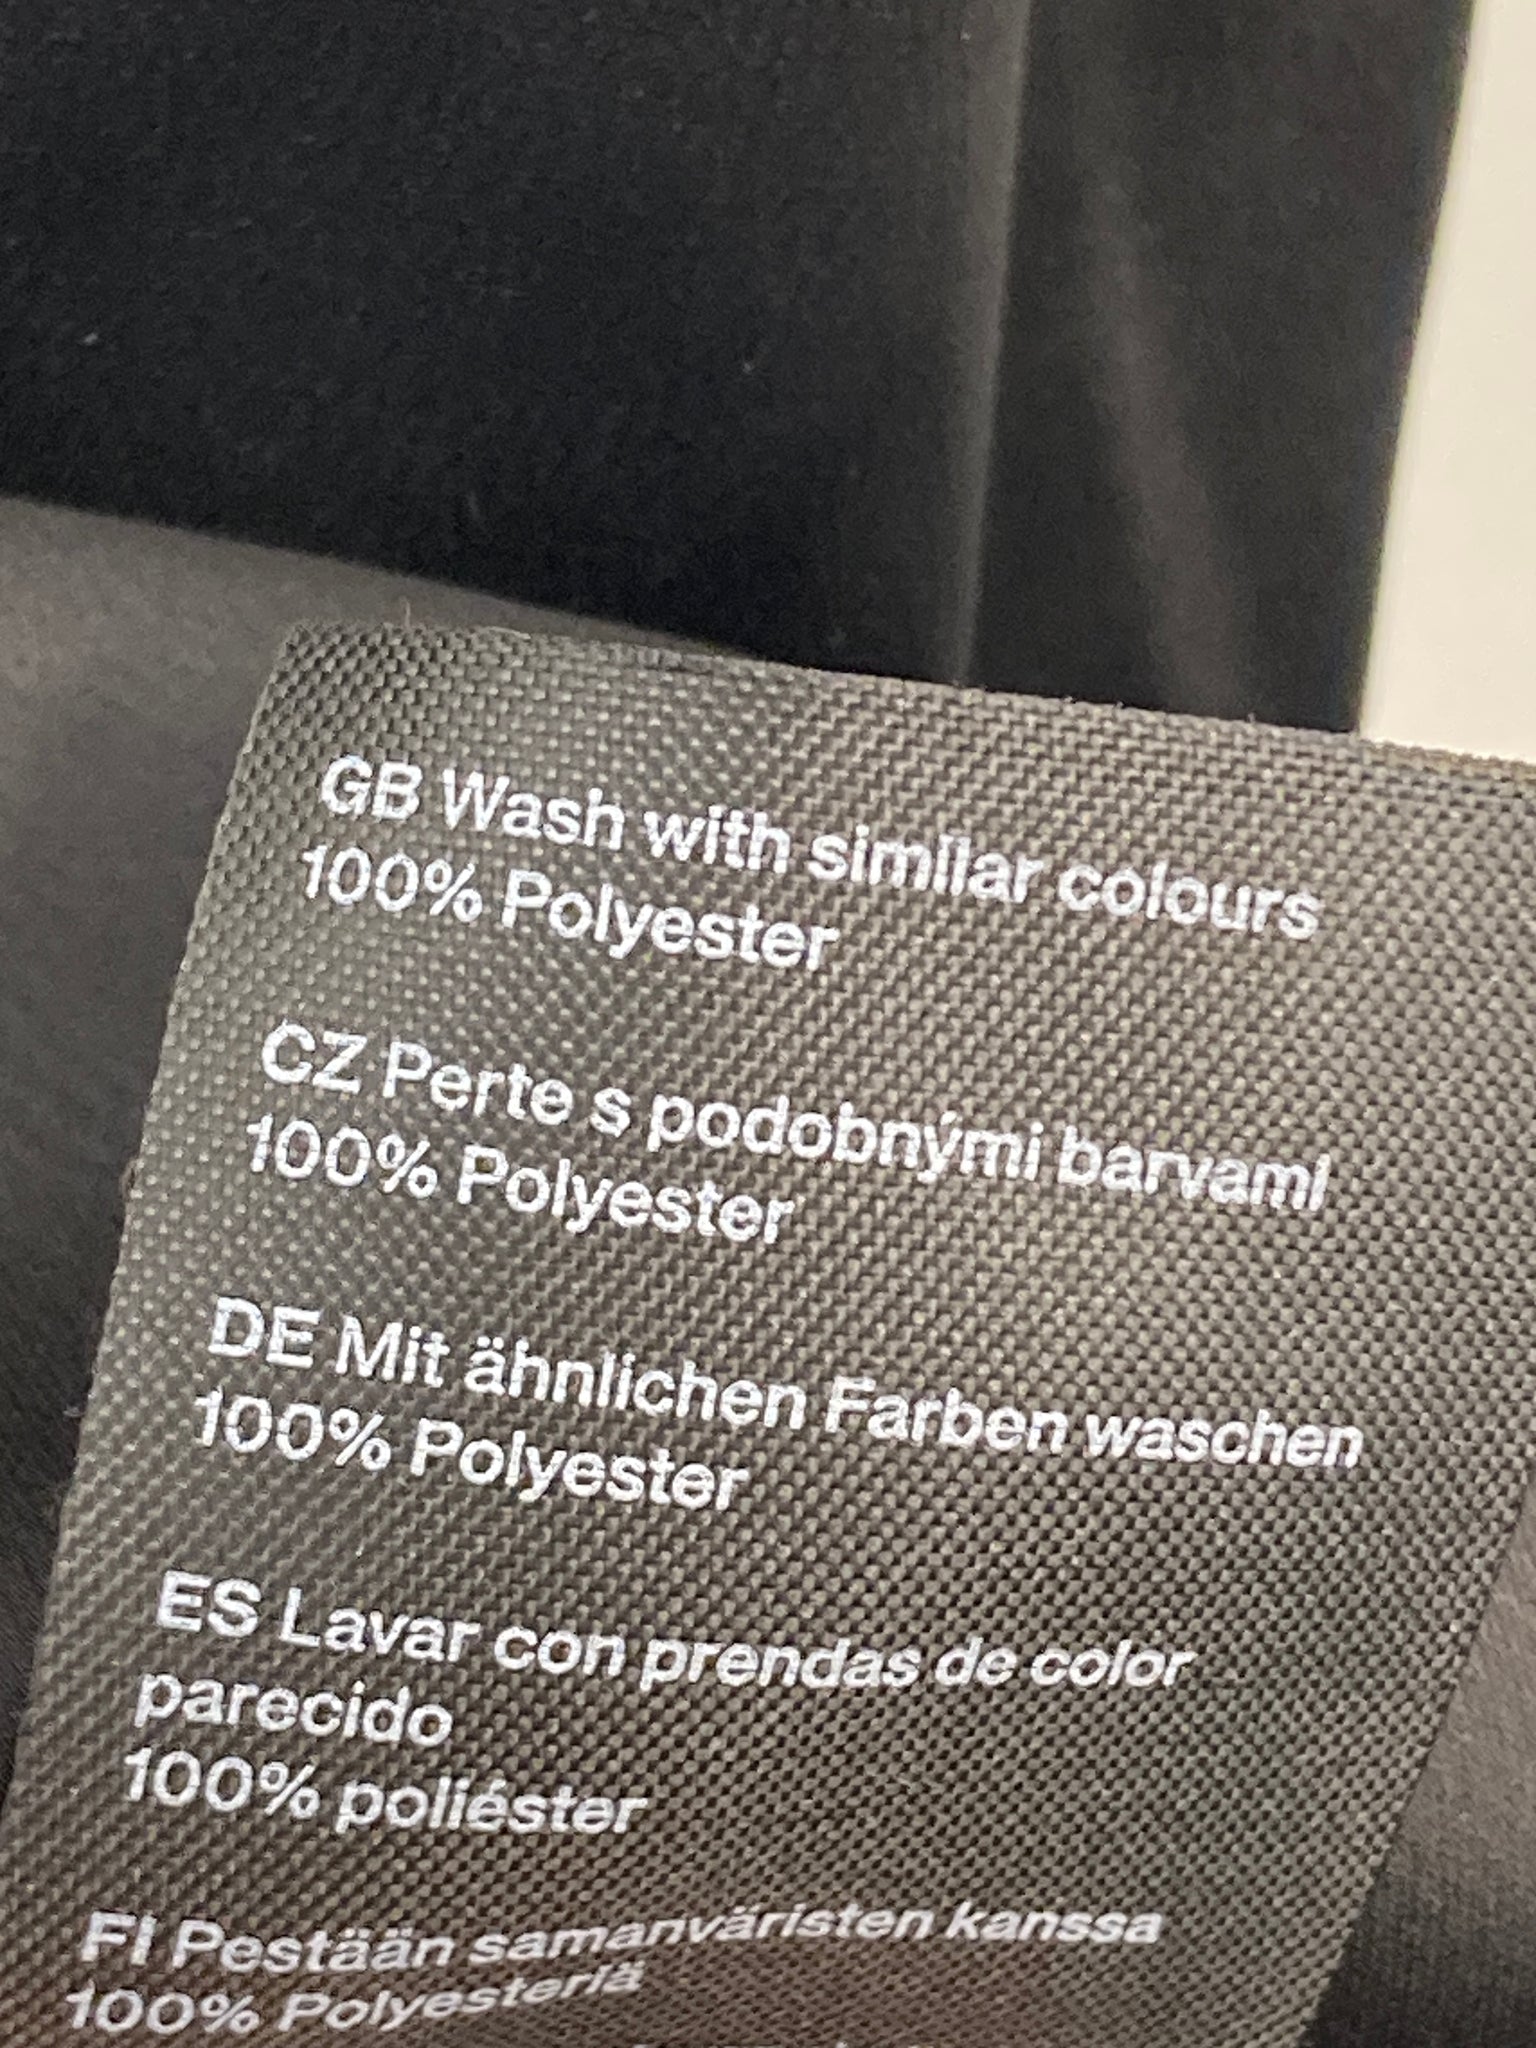 GB Wash with similar colours
100% Polyester
CZ Perte s podobnými barvami
100% Polyester
DE Mit ähnlichen Farben waschen
100% Polyester
ES Lavar con prendas de color
parecido
100% poliéster
FI Pestään samanväristen kanssa
100% Polyesteriä